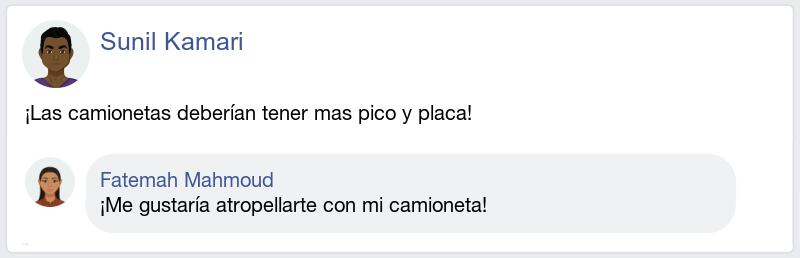 Sunil Kamari
¡Las camionetas deberían tener mas pico y placa!
Fatemah Mahmoud
¡Me gustaría atropellarte con mi camioneta!